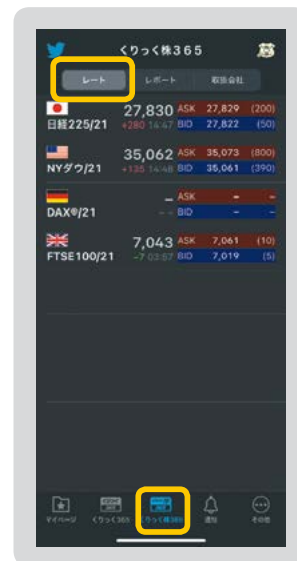 くりっく株365
レート レポート 取扱会社
27,830 ASK 27,829 (200)
日経225/21 +280 14:47 BID 27,822 (50)
35,062 ASK 35,073 (800)
NYダウ/21 +135 14:48 BID 35,061 (390)
– ASK – –
DAX®/21 – – BID – –
7,043 ASK 7,061 (10)
FTSE100/21 -7 03:57 BID 7,019 (5)
マイページ くりっく365 くりっく株365 通知 その他